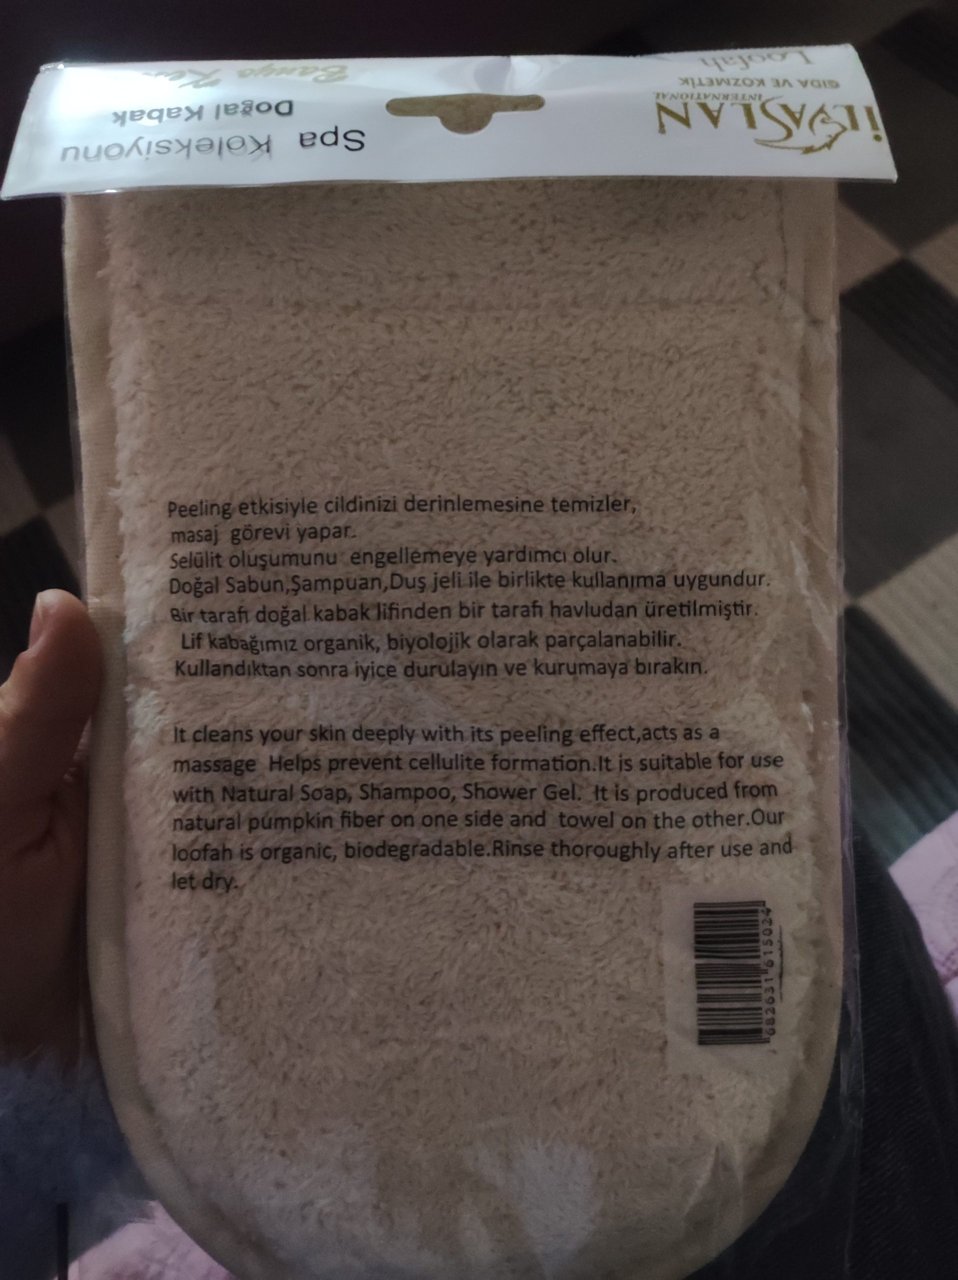 İLYASLAN
INTERNATIONAL
GIDA VE KOZMETİK
Loofah
Spa Koleksiyonu
Doğal Kabak
Banyo
Peeling etkisiyle cildinizi derinlemesine temizler,
masaj görevi yapar.
Selülit oluşumunu engellemeye yardımcı olur.
Doğal Sabun,Şampuan,Duş jeli ile birlikte kullanıma uygundur.
Bir tarafı doğal kabak lifinden bir tarafı havludan üretilmiştir.
Lif kabağımız organik, biyolojik olarak parçalanabilir.
Kullandıktan sonra iyice durulayın ve kurumaya bırakın.
It cleans your skin deeply with its peeling effect,acts as a
massage Helps prevent cellulite formation.It is suitable for use
with Natural Soap, Shampoo, Shower Gel. It is produced from
natural pumpkin fiber on one side and towel on the other.Our
loofah is organic, biodegradable.Rinse thoroughly after use and
let dry.
682631 615024